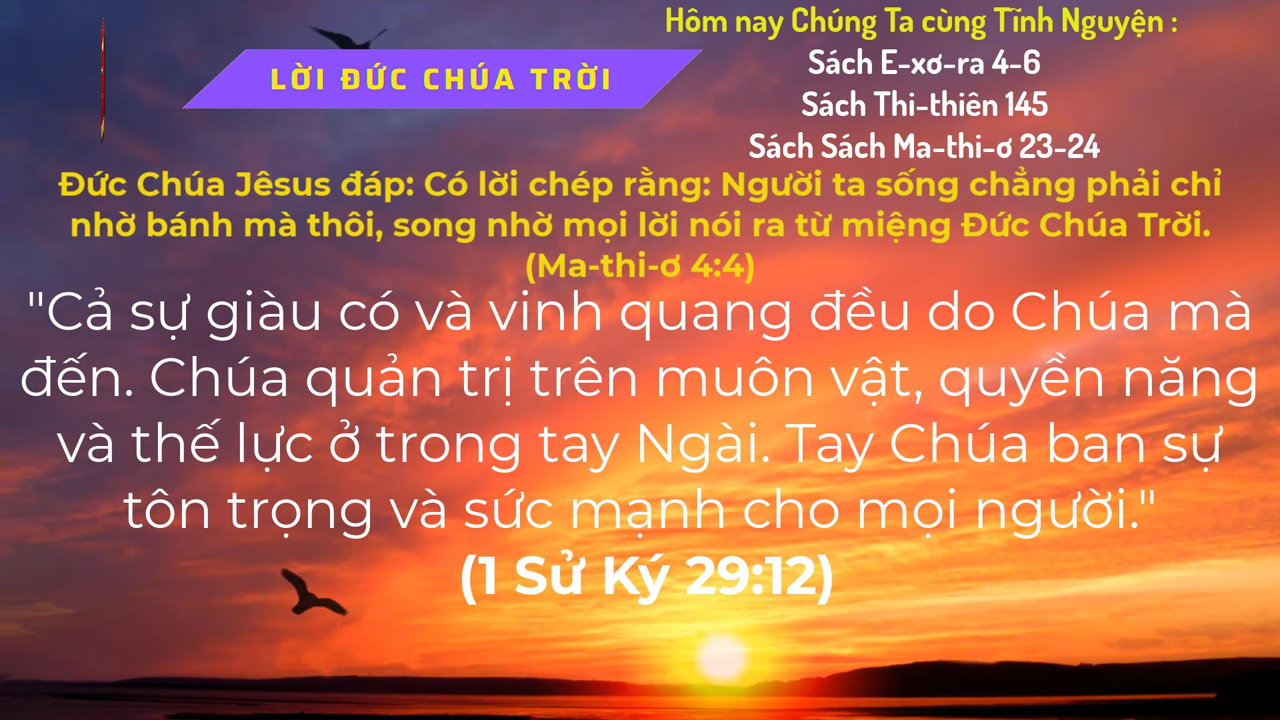 Hôm nay Chúng Ta cùng Tĩnh Nguyện :
Sách E-xơ-ra 4-6
Sách Thi-thiên 145
Sách Sách Ma-thi-ơ 23-24
LỜI ĐỨC CHÚA TRỜI
Đức Chúa Jêsus đáp: Có lời chép rằng: Người ta sống chẳng phải chỉ
nhờ bánh mà thôi, song nhờ mọi lời nói ra từ miệng Đức Chúa Trời.
(Ma-thi-ơ 4:4)
"Cả sự giàu có và vinh quang đều do Chúa mà
đến. Chúa quản trị trên muôn vật, quyền năng
và thế lực ở trong tay Ngài. Tay Chúa ban sự
tôn trọng và sức mạnh cho mọi người."
(1 Sử Ký 29:12)